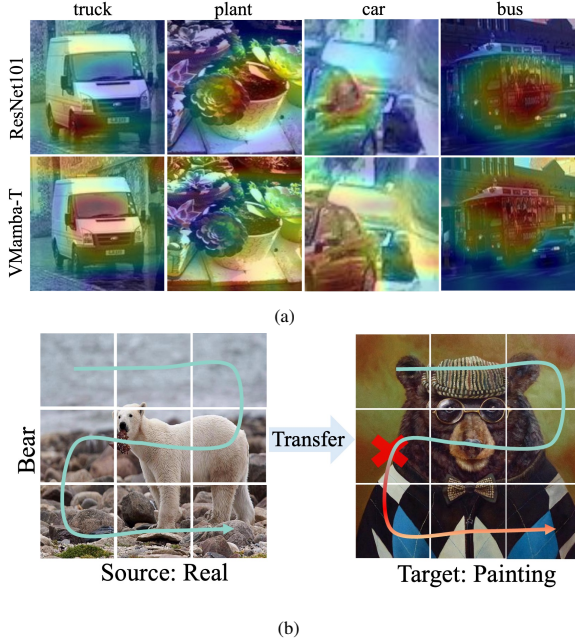 truck plant car bus
ResNet101
VMamba-T
(a)
Bear
Transfer
Source: Real
Target: Painting
(b)